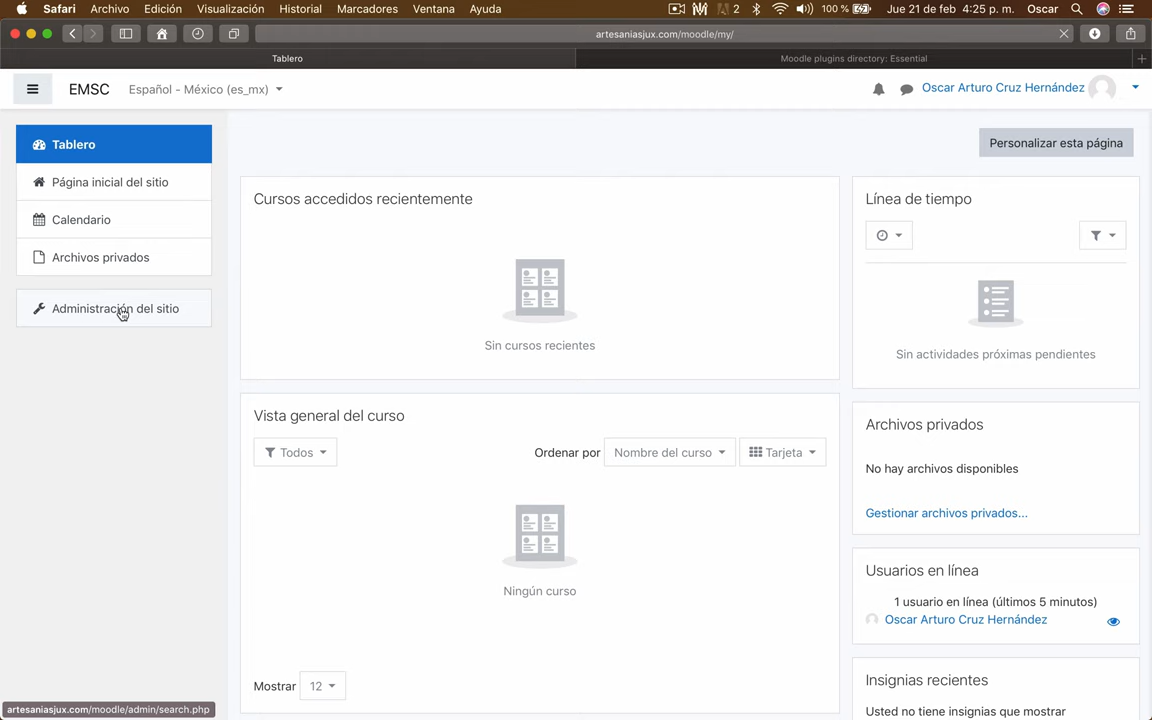 Safari Archivo Edición Visualización Historial Marcadores Ventana Ayuda 2 100 % Jue 21 de feb 4:25 p. m. Oscar
artesaniasjux.com/moodle/my/
Tablero
Moodle plugins directory: Essential
EMSC
Español - México (es_mx)
Oscar Arturo Cruz Hernández
Tablero
Página inicial del sitio
Calendario
Archivos privados
Administración del sitio
Personalizar esta página
Cursos accedidos recientemente
Sin cursos recientes
Vista general del curso
Todos
Ordenar por
Nombre del curso
Tarjeta
Ningún curso
Mostrar
12
Línea de tiempo
Sin actividades próximas pendientes
Archivos privados
No hay archivos disponibles
Gestionar archivos privados...
Usuarios en línea
1 usuario en línea (últimos 5 minutos)
Oscar Arturo Cruz Hernández
Insignias recientes
Usted no tiene insignias que mostrar
artesaniasjux.com/moodle/admin/search.php